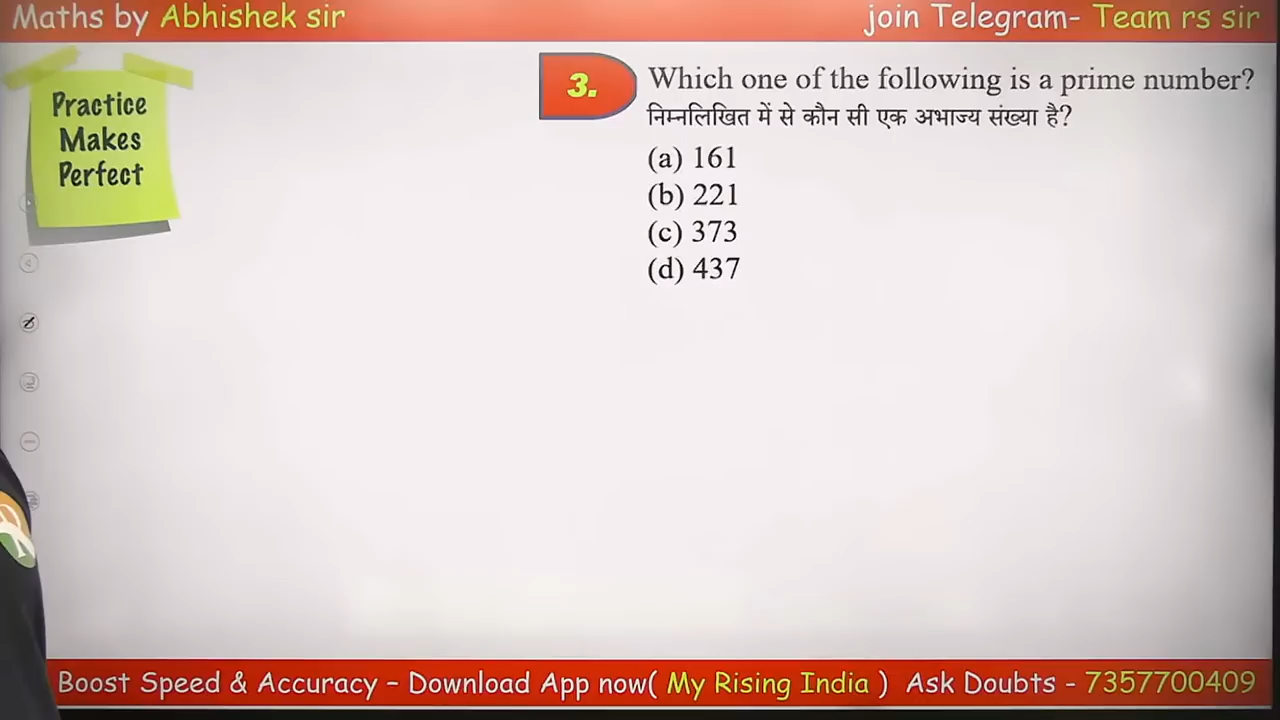 Maths by Abhishek sir
join Telegram- Team rs sir
Practice
Makes
Perfect
3.
Which one of the following is a prime number?
निम्नलिखित में से कौन सी एक अभाज्य संख्या है?
(a) 161
(b) 221
(c) 373
(d) 437
Boost Speed & Accuracy – Download App now( My Rising India ) Ask Doubts - 7357700409